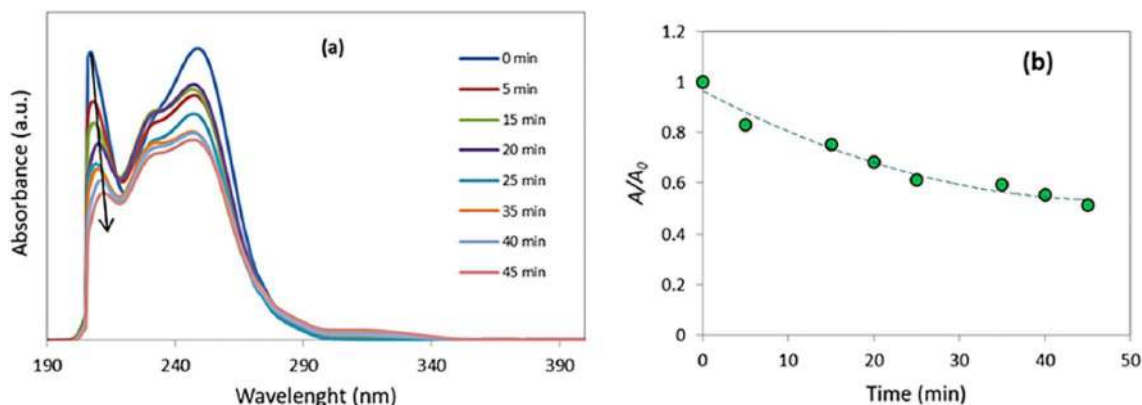 (a)
0 min
5 min
15 min
20 min
25 min
35 min
40 min
45 min
Absorbance (a.u.)
190 240 290 340 390
Wavelenght (nm)
(b)
1.2
1
0.8
0.6
0.4
0.2
0
A/A0
0 10 20 30 40 50
Time (min)